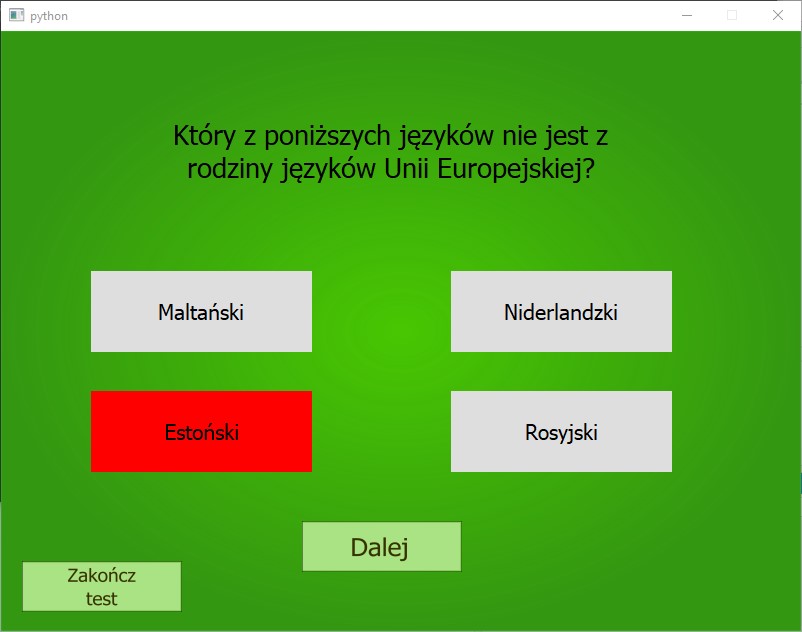 python
Który z poniższych języków nie jest z
rodziny języków Unii Europejskiej?
Maltański
Niderlandzki
Estoński
Rosyjski
Dalej
Zakończ
test